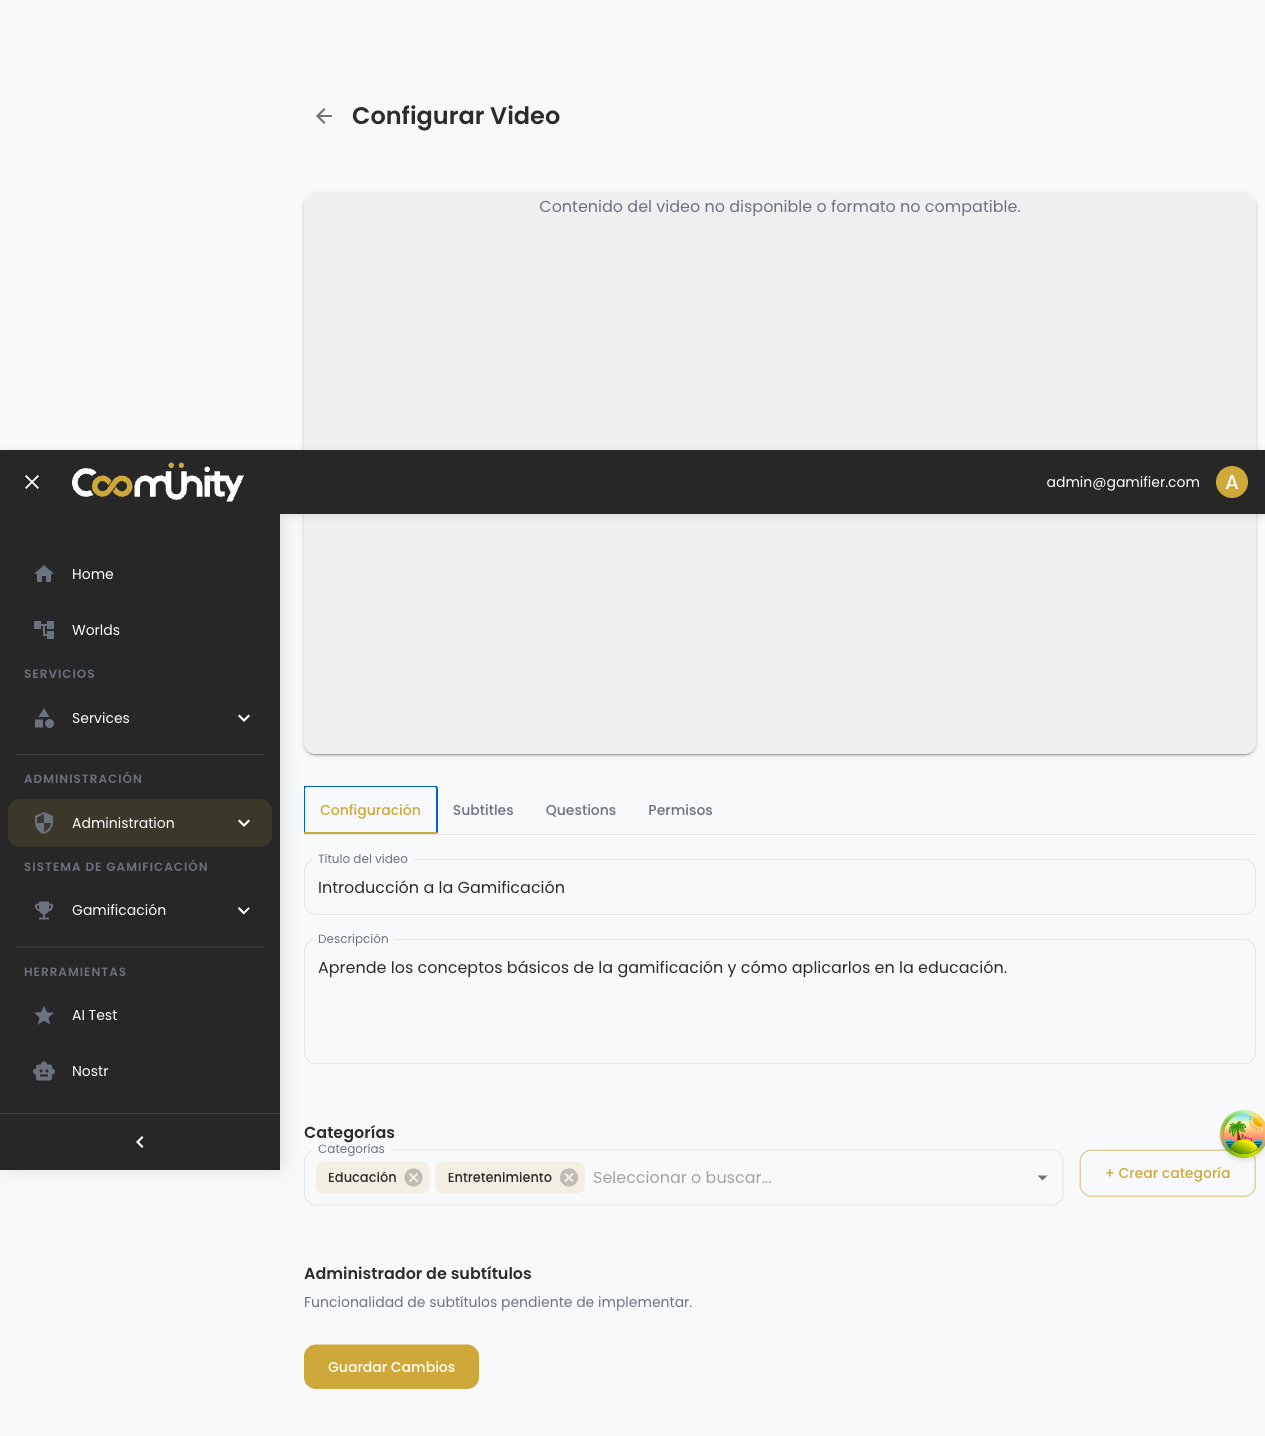 Configurar Video
Contenido del video no disponible o formato no compatible.
Coomünity
admin@gamifier.com
A
Home
Worlds
SERVICIOS
Services
ADMINISTRACIÓN
Administration
SISTEMA DE GAMIFICACIÓN
Gamificación
HERRAMIENTAS
AI Test
Nostr
Configuración
Subtitles
Questions
Permisos
Título del video
Introducción a la Gamificación
Descripción
Aprende los conceptos básicos de la gamificación y cómo aplicarlos en la educación.
Categorías
Categorías
Educación
Entretenimiento
Seleccionar o buscar...
+ Crear categoría
Administrador de subtítulos
Funcionalidad de subtítulos pendiente de implementar.
Guardar Cambios